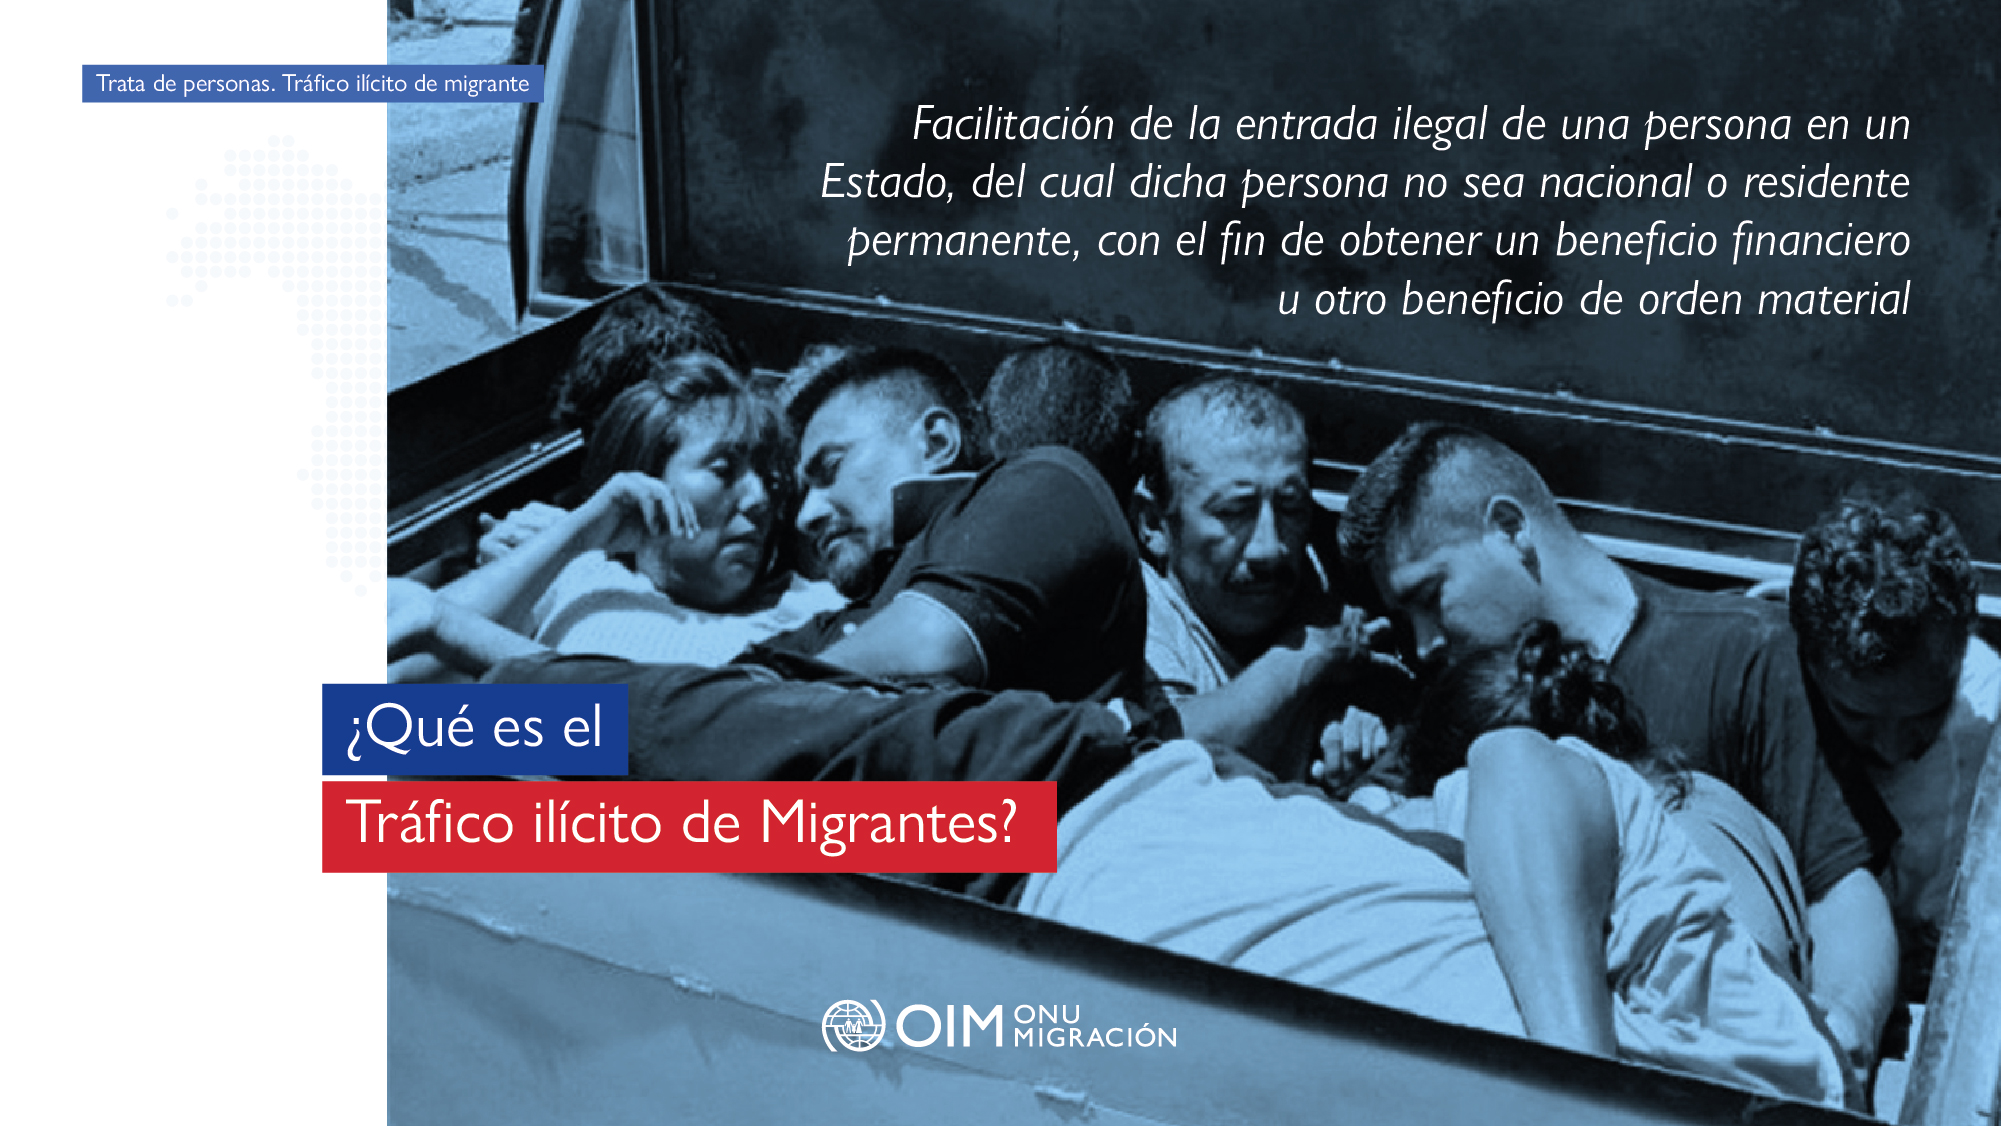 Trata de personas. Tráfico ilícito de migrante
Facilitación de la entrada ilegal de una persona en un
Estado, del cual dicha persona no sea nacional o residente
permanente, con el fin de obtener un beneficio financiero
u otro beneficio de orden material
¿Qué es el
Tráfico ilícito de Migrantes?
OIM ONU
MIGRACIÓN